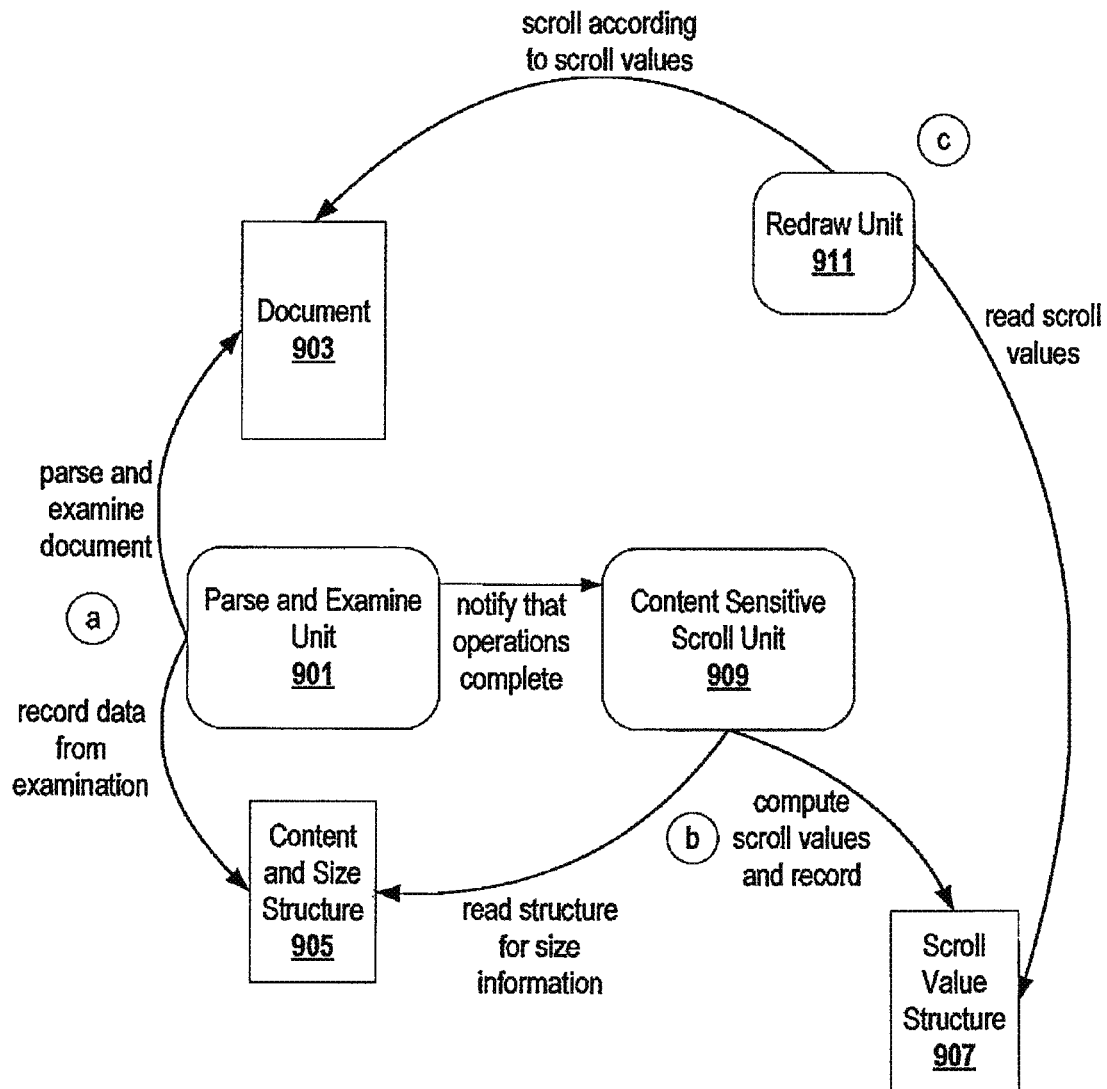 scroll according
to scroll values
c
Redraw Unit
911
Document
903
read scroll
values
parse and
examine
document
a
Parse and Examine
Unit
901
notify that
operations
complete
Content Sensitive
Scroll Unit
909
record data
from
examination
Content
and Size
Structure
905
b
compute
scroll values
and record
read structure
for size
information
Scroll
Value
Structure
907